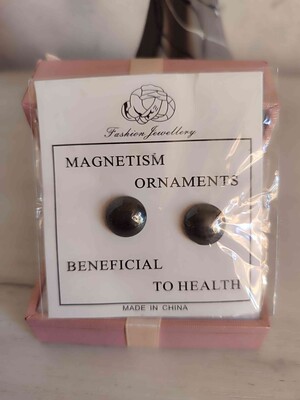 Fashion Jewellery
MAGNETISM
ORNAMENTS
BENEFICIAL
TO HEALTH
MADE IN CHINA